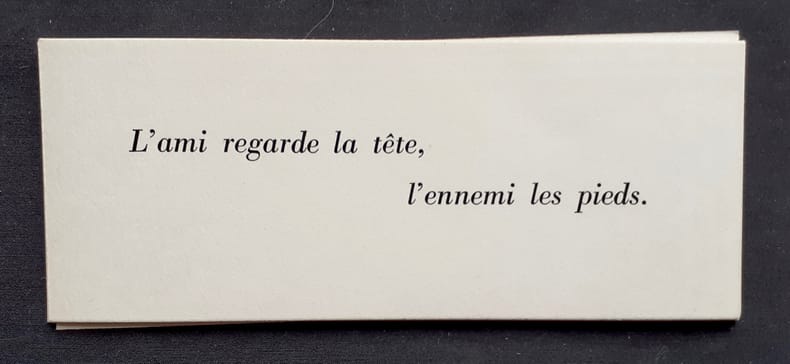 L'ami regarde la tête,
l'ennemi les pieds.